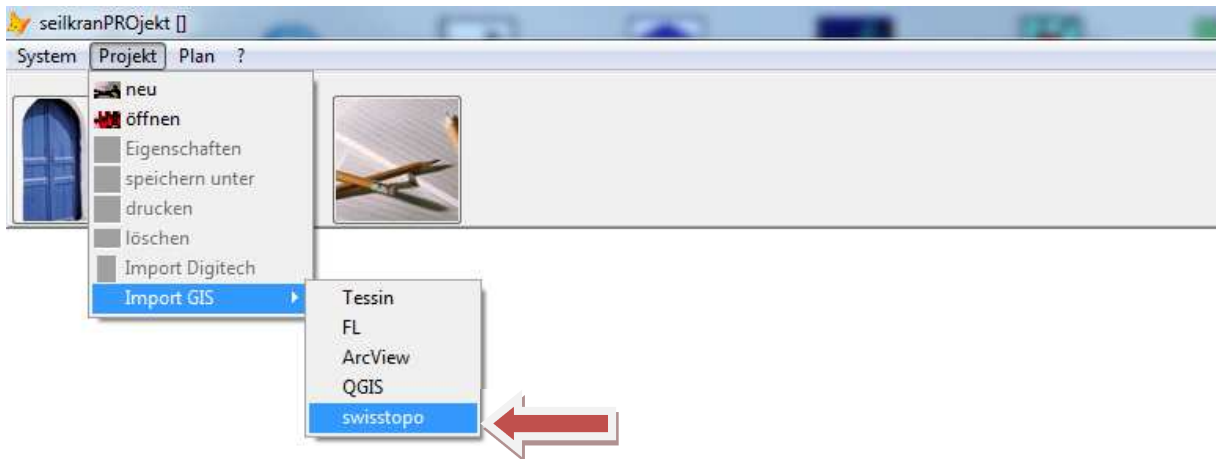 seilkranPROjekt []
System Projekt Plan ?
neu
öffnen
Eigenschaften
speichern unter
drucken
löschen
Import Digitech
Import GIS
Tessin
FL
ArcView
QGIS
swisstopo